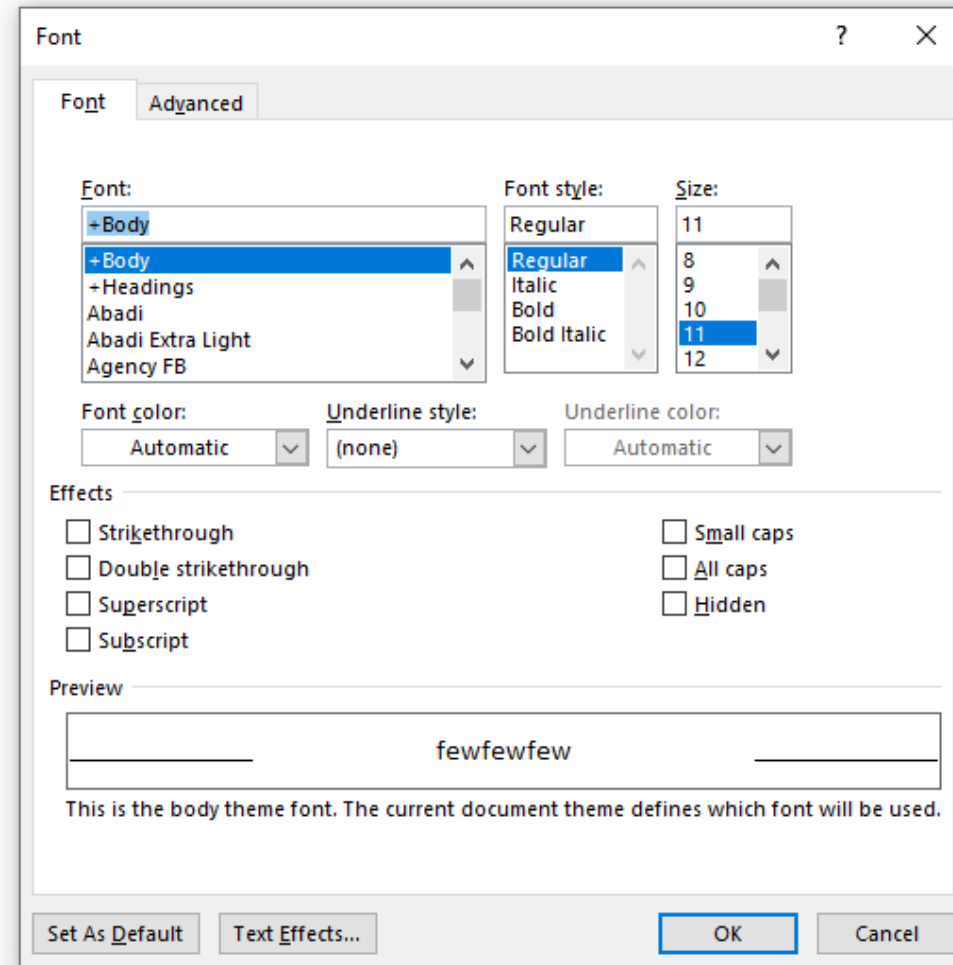 Font ?
Font Advanced
Font: Font style: Size:
+Body Regular 11
+Body Regular 8
+Headings Italic 9
Abadi Bold 10
Abadi Extra Light Bold Italic 11
Agency FB 12
Font color: Underline style: Underline color:
Automatic (none) Automatic
Effects
Strikethrough Small caps
Double strikethrough All caps
Superscript Hidden
Subscript
Preview
fewfewfew
This is the body theme font. The current document theme defines which font will be used.
Set As Default Text Effects... OK Cancel